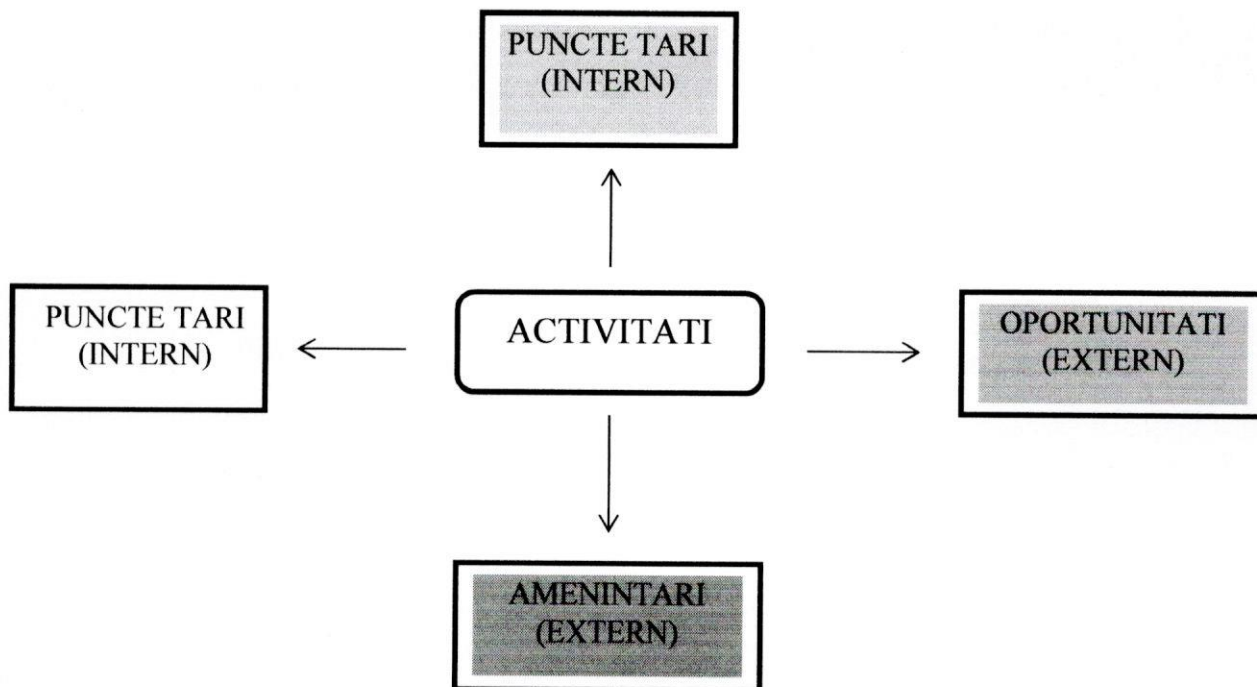 PUNCTE TARI
(INTERN)
PUNCTE TARI
(INTERN)
ACTIVITATI
OPORTUNITATI
(EXTERN)
AMENINTARI
(EXTERN)